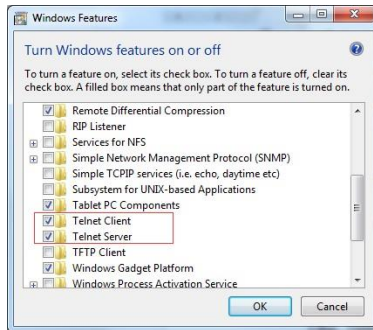 Windows Features
Turn Windows features on or off
To turn a feature on, select its check box. To turn a feature off, clear its
check box. A filled box means that only part of the feature is turned on.
Remote Differential Compression
RIP Listener
Services for NFS
Simple Network Management Protocol (SNMP)
Simple TCPIP services (i.e. echo, daytime etc)
Subsystem for UNIX-based Applications
Tablet PC Components
Telnet Client
Telnet Server
TFTP Client
Windows Gadget Platform
Windows Process Activation Service
OK Cancel